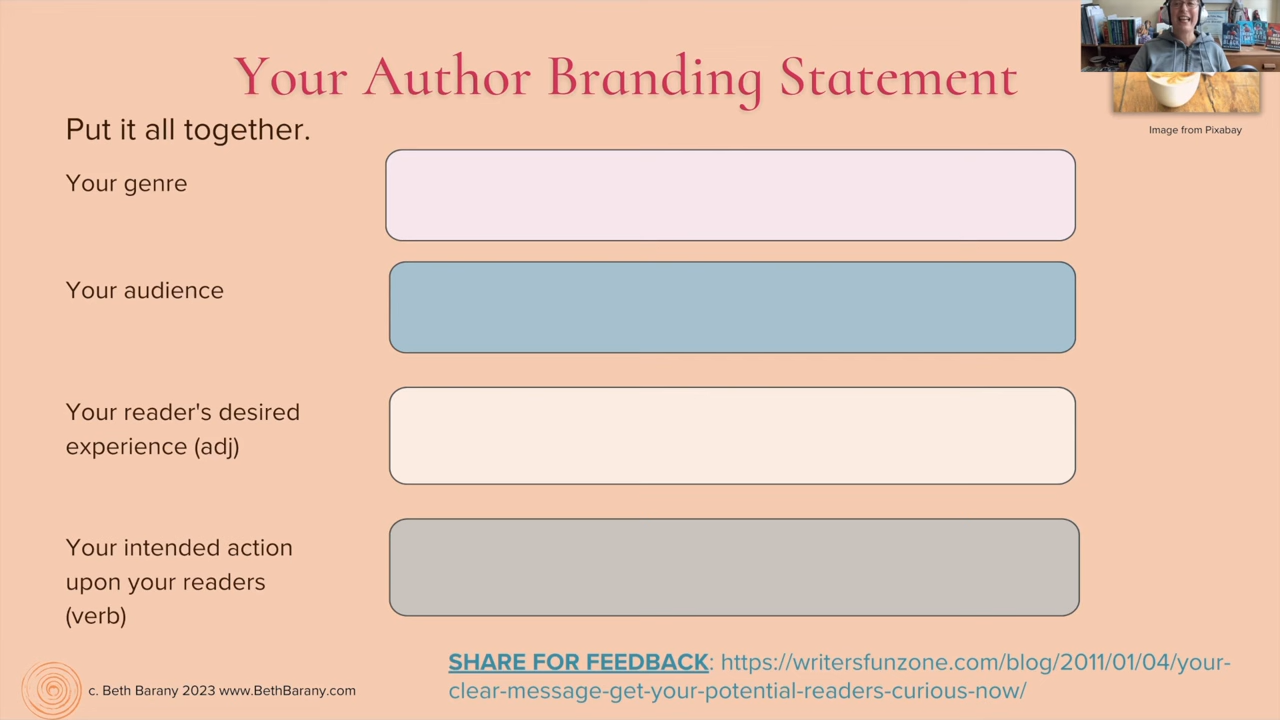 Your Author Branding Statement
Put it all together.
Image from Pixabay
Your genre
Your audience
Your reader's desired
experience (adj)
Your intended action
upon your readers
(verb)
SHARE FOR FEEDBACK: https://writersfunzone.com/blog/2011/01/04/your-
clear-message-get-your-potential-readers-curious-now/
c. Beth Barany 2023 www.BethBarany.com